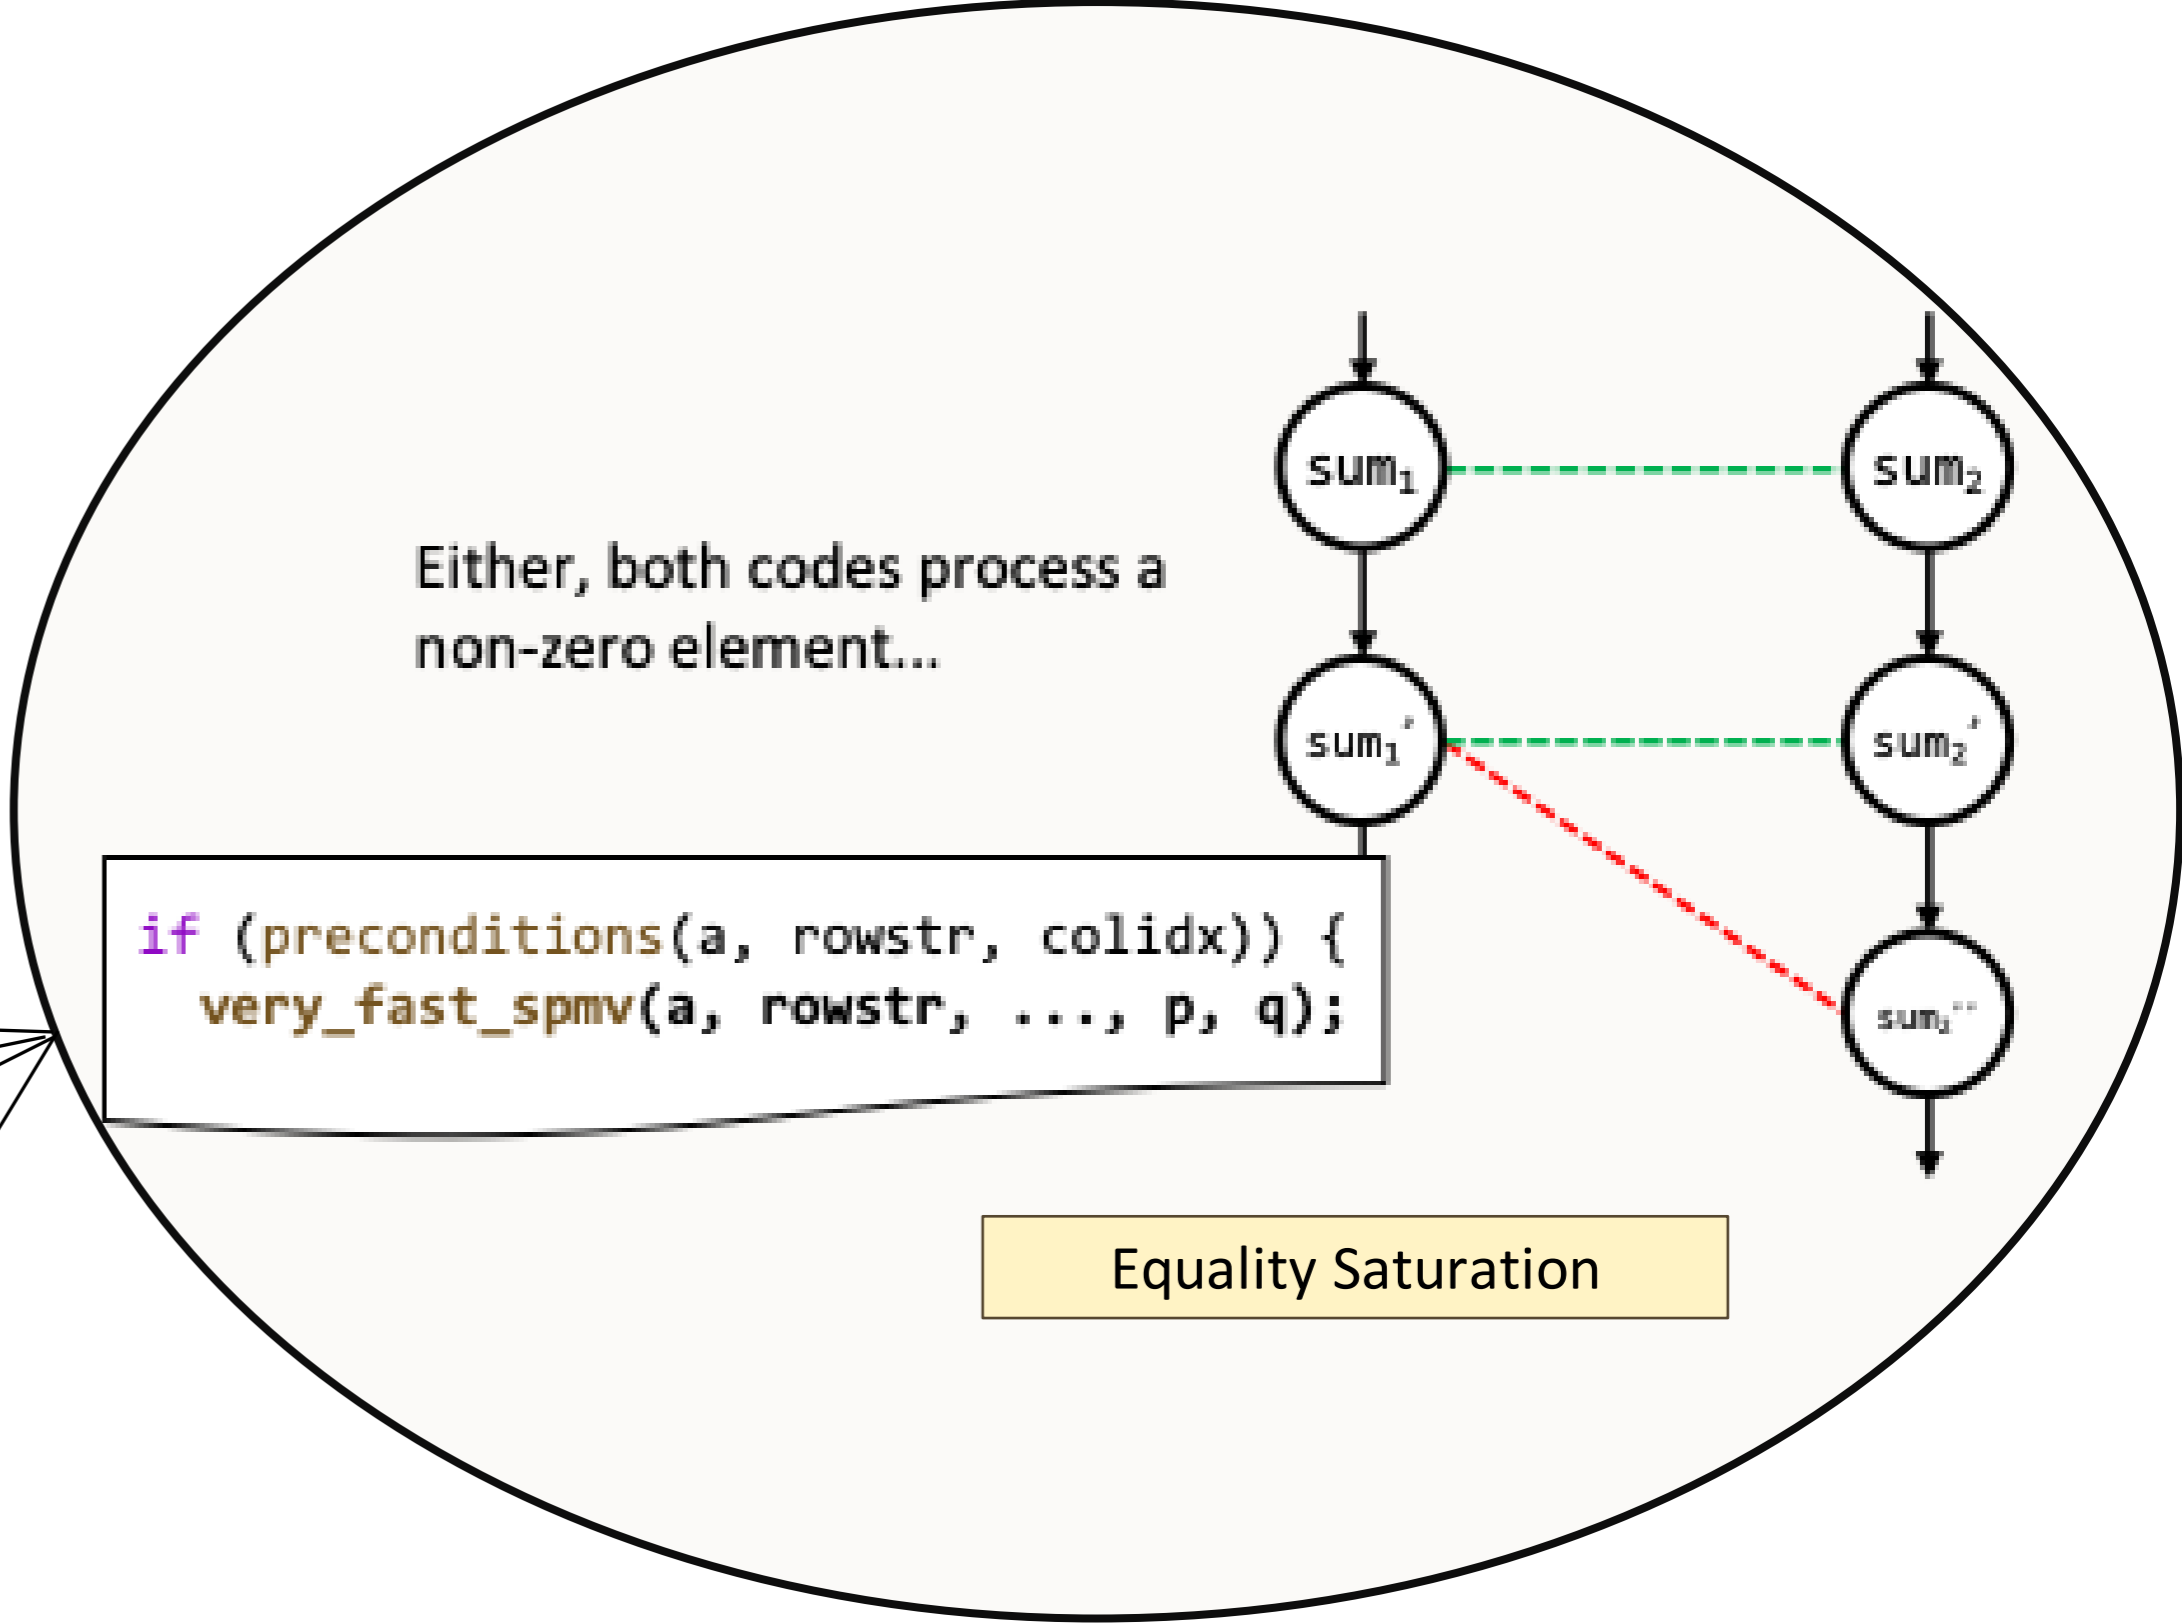 sum₁
sum₂
Either, both codes process a
non-zero element...
sum₁'
sum₂'
if (preconditions(a, rowstr, colidx)) {
very_fast_spmv(a, rowstr, ..., p, q);
Equality Saturation